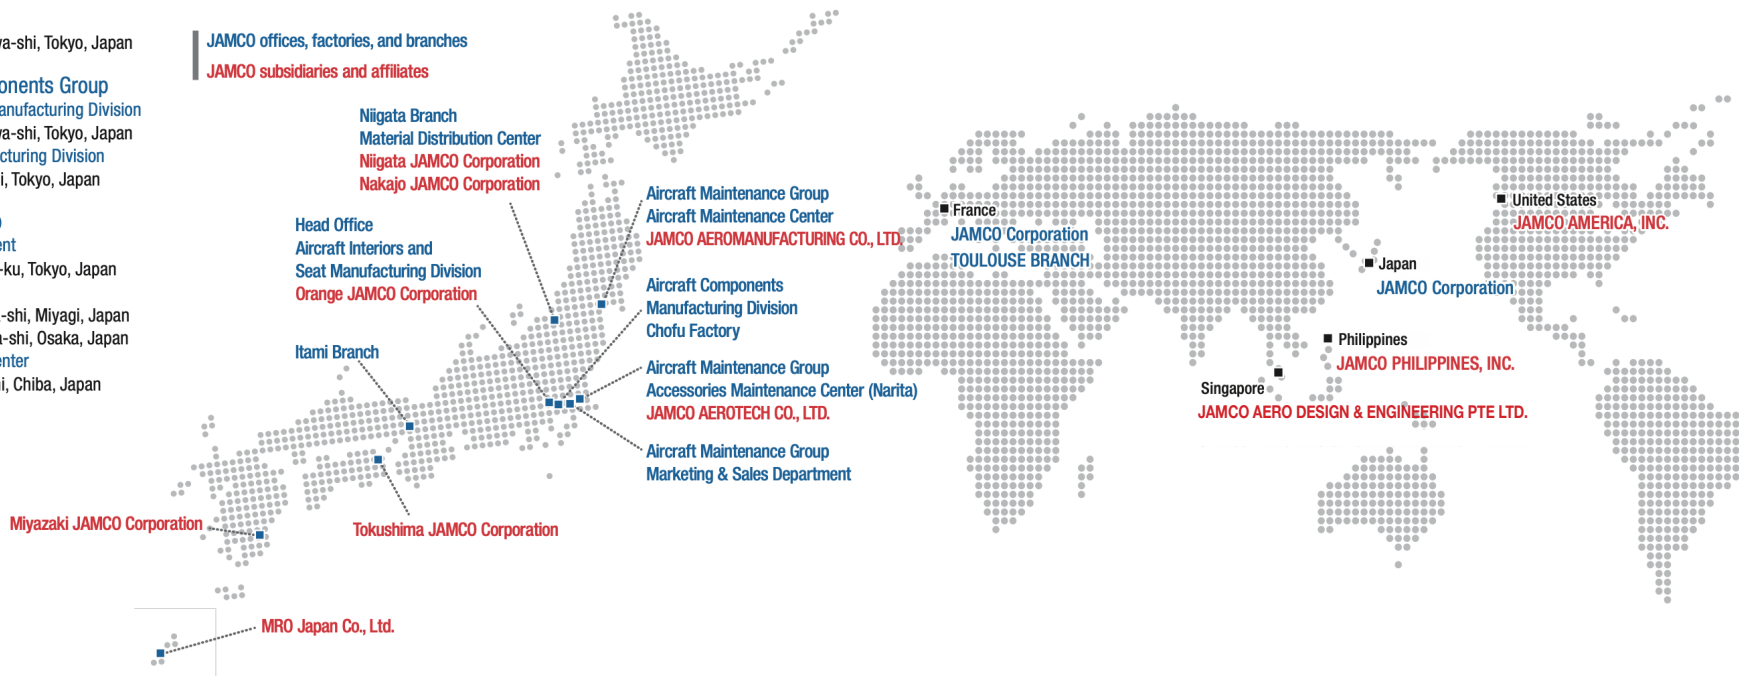 ya-shi, Tokyo, Japan
onents Group
anufacturing Division
ya-shi, Tokyo, Japan
cturing Division
i, Tokyo, Japan
ent
-ku, Tokyo, Japan
-shi, Miyagi, Japan
a-shi, Osaka, Japan
enter
i, Chiba, Japan
JAMCO offices, factories, and branches
JAMCO subsidiaries and affiliates
Niigata Branch
Material Distribution Center
Niigata JAMCO Corporation
Nakajo JAMCO Corporation
Head Office
Aircraft Interiors and
Seat Manufacturing Division
Orange JAMCO Corporation
Itami Branch
Miyazaki JAMCO Corporation
Tokushima JAMCO Corporation
MRO Japan Co., Ltd.
Aircraft Maintenance Group
Aircraft Maintenance Center
JAMCO AEROMANUFACTURING CO., LTD.
Aircraft Components
Manufacturing Division
Chofu Factory
Aircraft Maintenance Group
Accessories Maintenance Center (Narita)
JAMCO AEROTECH CO., LTD.
Aircraft Maintenance Group
Marketing & Sales Department
France
JAMCO Corporation
TOULOUSE BRANCH
United States
JAMCO AMERICA, INC.
Japan
JAMCO Corporation
Philippines
JAMCO PHILIPPINES, INC.
Singapore
JAMCO AERO DESIGN & ENGINEERING PTE LTD.